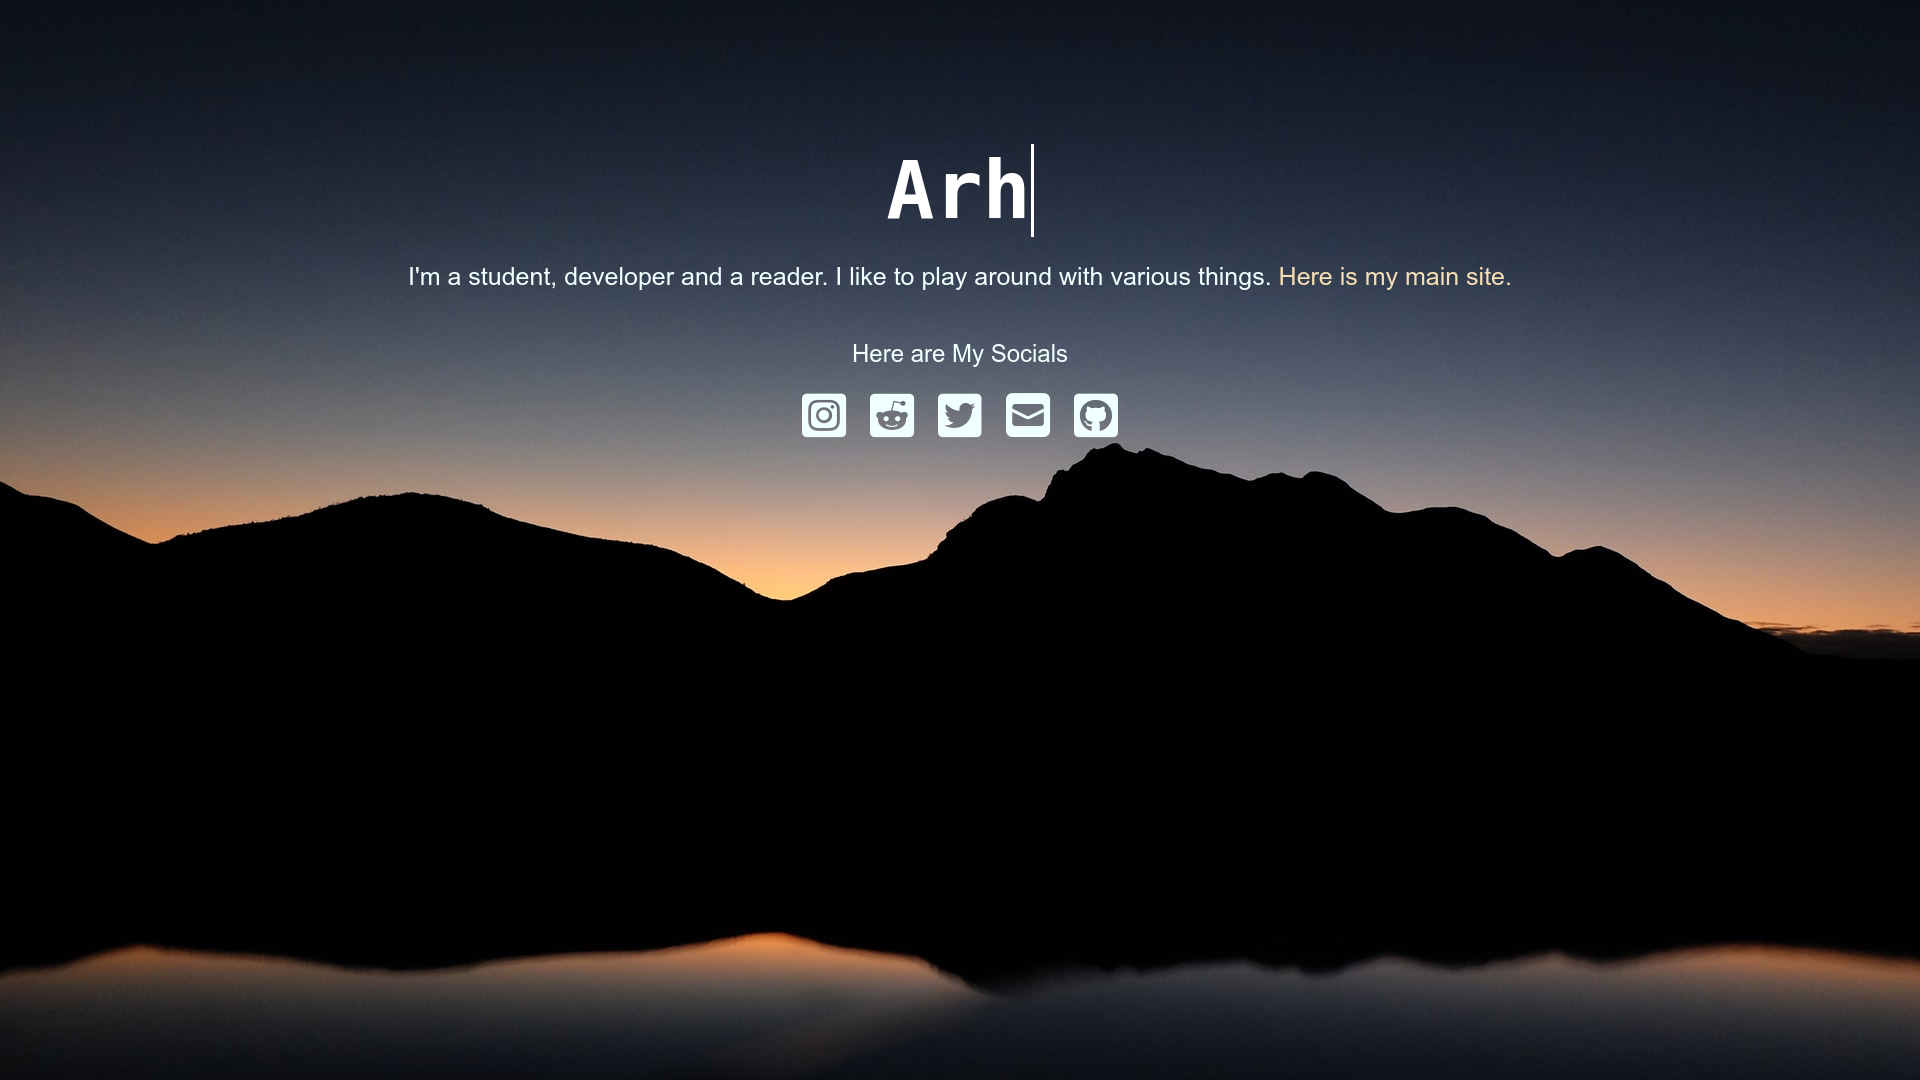 Arh
I'm a student, developer and a reader. I like to play around with various things. Here is my main site.
Here are My Socials